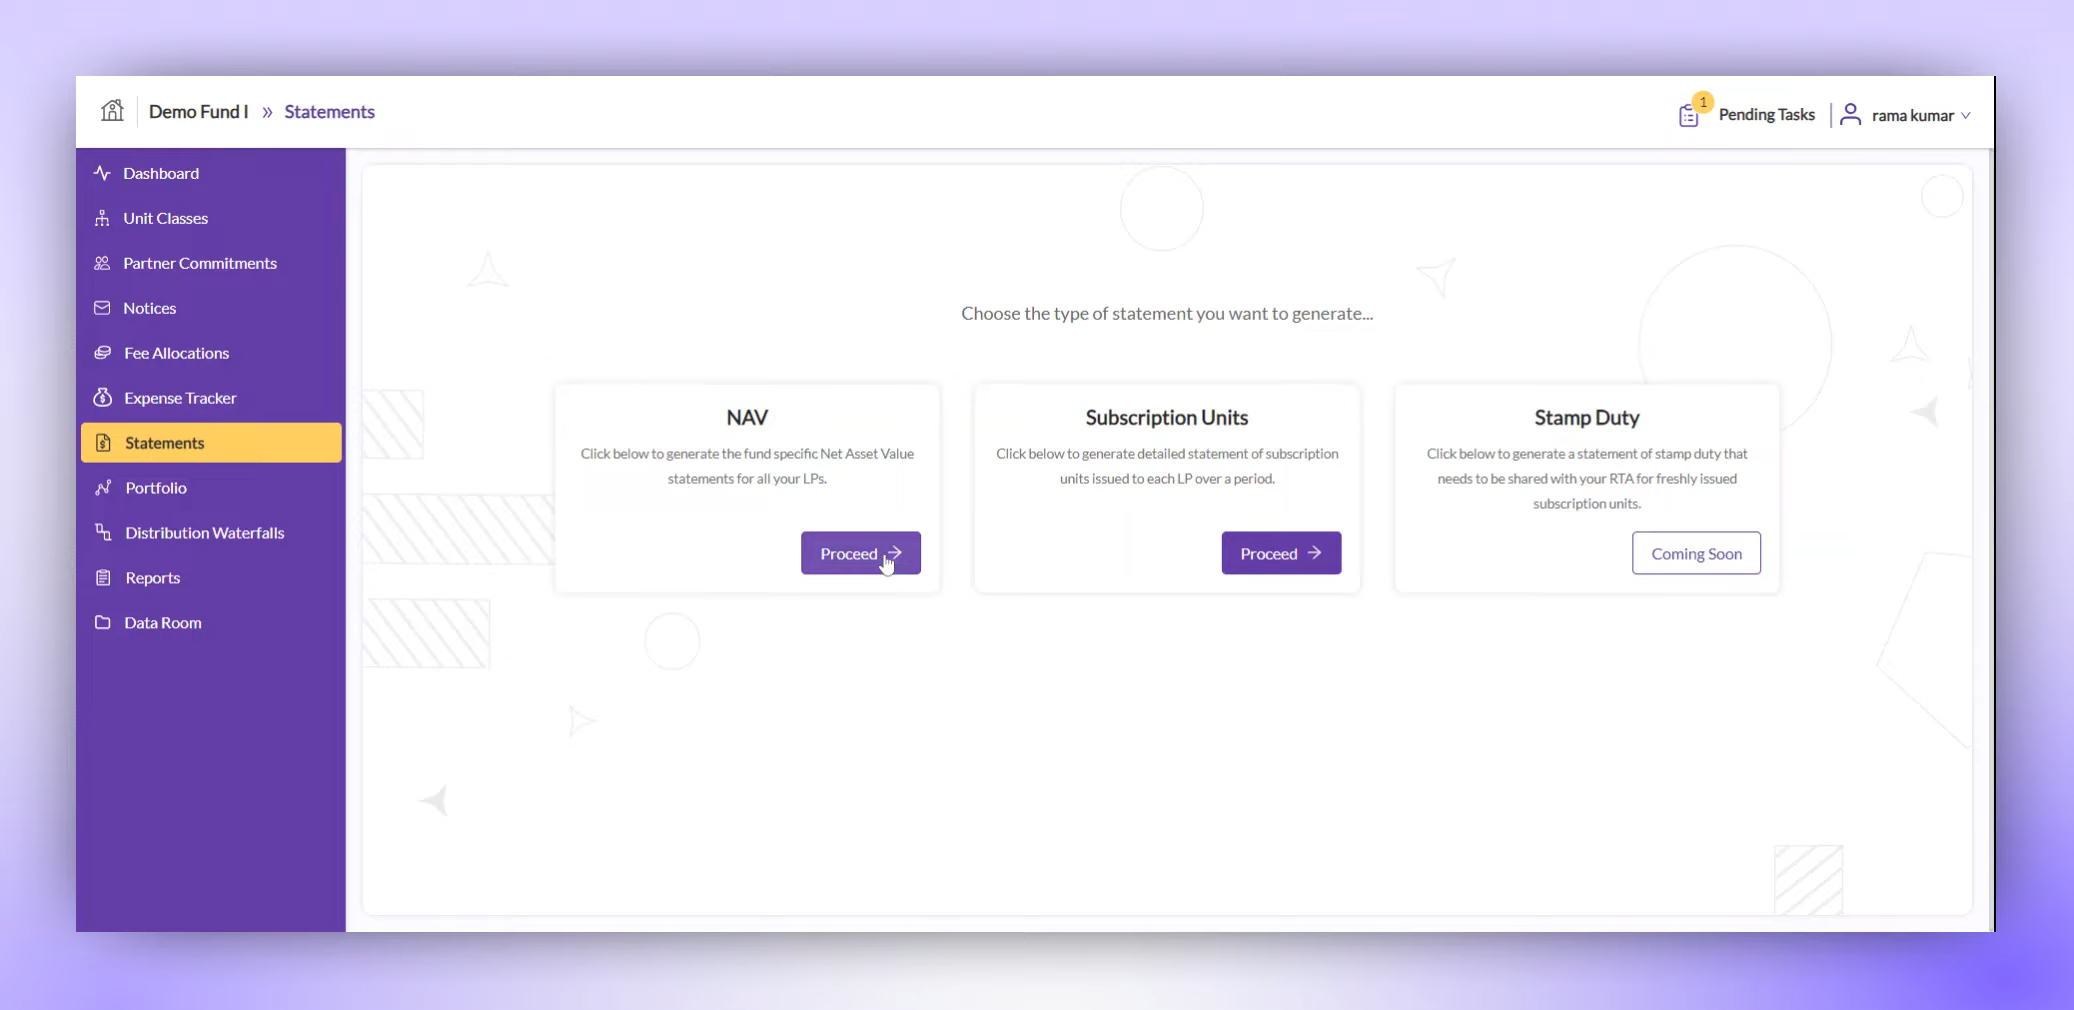 Demo Fund I » Statements
1
Pending Tasks
rama kumar
Dashboard
Unit Classes
Partner Commitments
Notices
Fee Allocations
Expense Tracker
Statements
Portfolio
Distribution Waterfalls
Reports
Data Room
Choose the type of statement you want to generate...
NAV
Click below to generate the fund specific Net Asset Value
statements for all your LPs.
Proceed →
Subscription Units
Click below to generate detailed statement of subscription
units issued to each LP over a period.
Proceed →
Stamp Duty
Click below to generate a statement of stamp duty that
needs to be shared with your RTA for freshly issued
subscription units.
Coming Soon